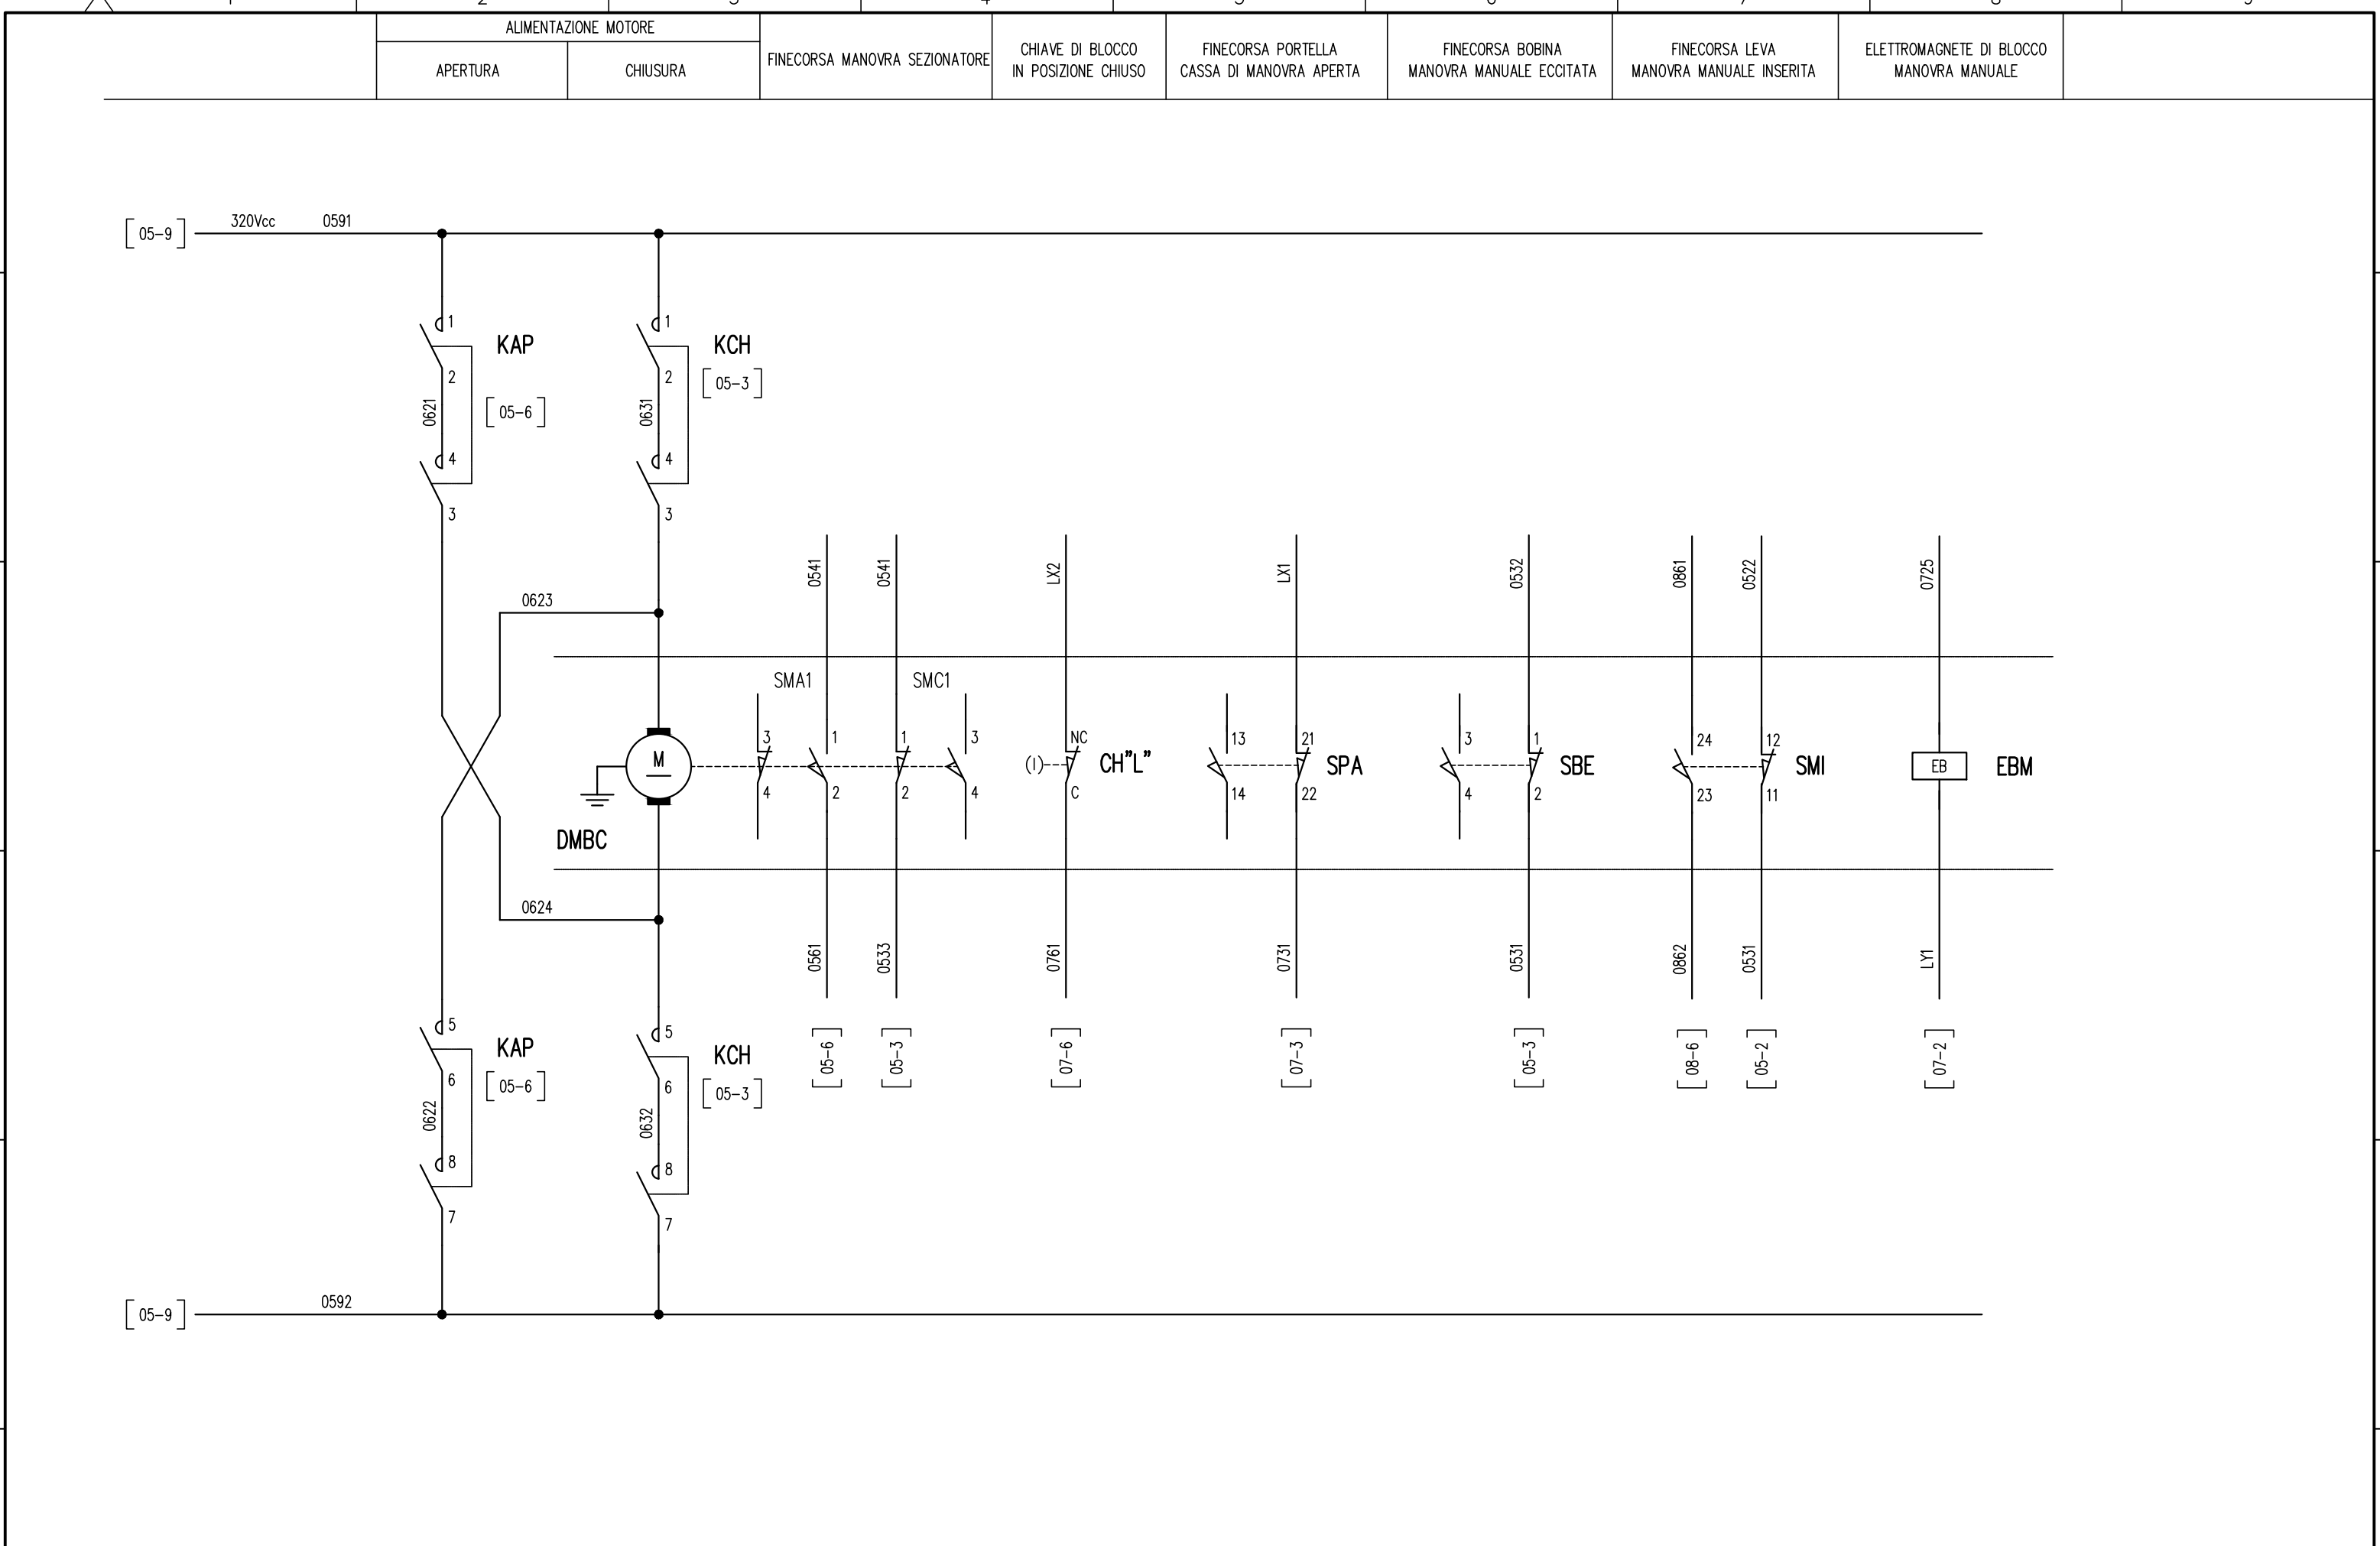 ALIMENTAZIONE MOTORE
APERTURA
CHIUSURA
FINECORSA MANOVRA SEZIONATORE
CHIAVE DI BLOCCO
IN POSIZIONE CHIUSO
FINECORSA PORTELLA
CASSA DI MANOVRA APERTA
FINECORSA BOBINA
MANOVRA MANUALE ECCITATA
FINECORSA LEVA
MANOVRA MANUALE INSERITA
ELETTROMAGNETE DI BLOCCO
MANOVRA MANUALE
05-9
320Vcc
0591
1
KAP
2
0621
05-6
4
3
1
KCH
2
05-3
0631
4
3
0623
0541
0541
LX2
LX1
0532
0861
0522
0725
SMA1
SMC1
M
DMBC
3
4
1
2
1
2
3
4
(I)
NC
C
CH"L"
13
14
21
22
SPA
3
4
1
2
SBE
24
23
12
11
SMI
EB
EBM
0624
0561
0533
0761
0731
0531
0862
0531
LY1
05-6
05-3
07-6
07-3
05-3
08-6
05-2
07-2
5
KAP
6
05-6
0622
8
7
5
KCH
6
05-3
0632
8
7
05-9
0592